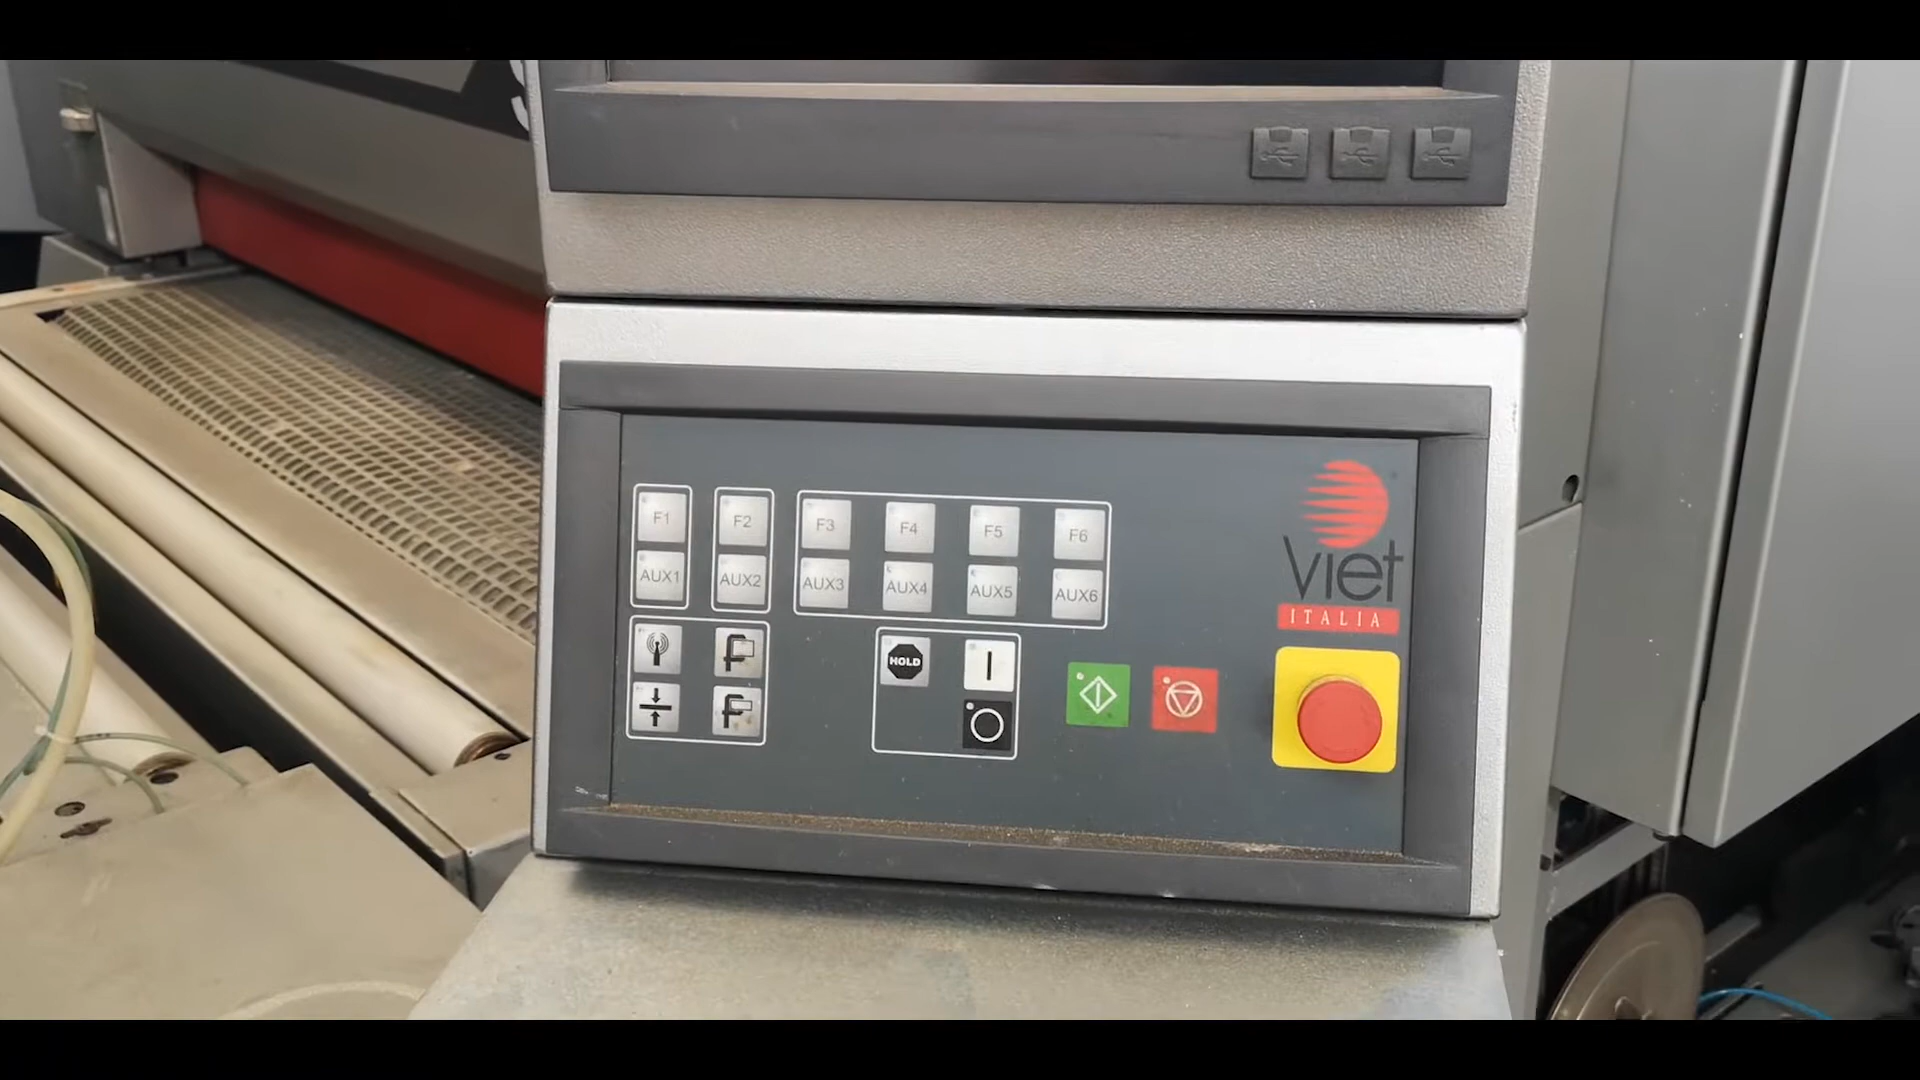 F1 F2 F3 F4 F5 F6
AUX1 AUX2 AUX3 AUX4 AUX5 AUX6
HOLD
Viet
ITALIA